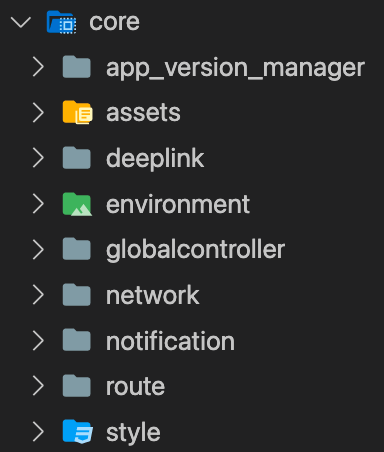 core
app_version_manager
assets
deeplink
environment
globalcontroller
network
notification
route
style